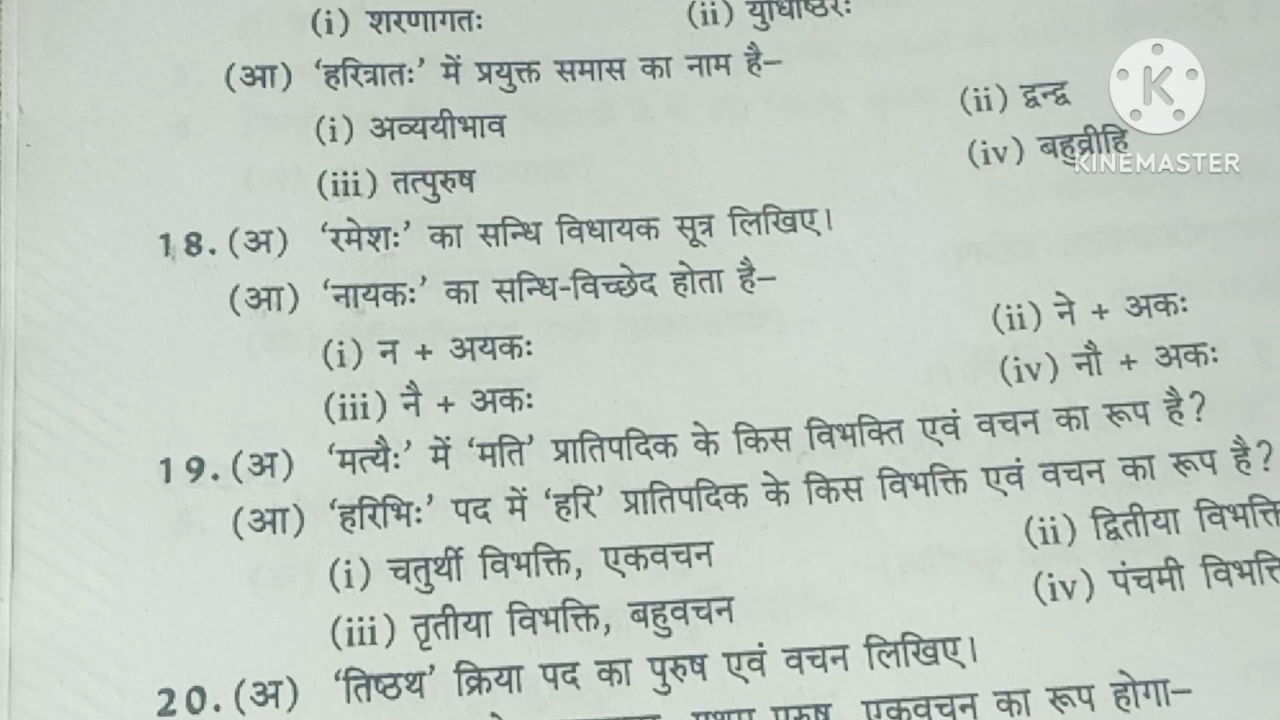 (i) शरणागतः (ii) युधिष्ठिरः
(आ) ‘हरित्रातः’ में प्रयुक्त समास का नाम है–
(i) अव्ययीभाव (ii) द्वन्द्व
(iii) तत्पुरुष (iv) बहुव्रीहि
KINEMASTER
18. (अ) ‘रमेशः’ का सन्धि विधायक सूत्र लिखिए।
(आ) ‘नायकः’ का सन्धि-विच्छेद होता है–
(i) न + अयकः (ii) ने + अकः
(iii) नै + अकः (iv) नौ + अकः
19. (अ) ‘मत्यैः’ में ‘मति’ प्रातिपदिक के किस विभक्ति एवं वचन का रूप है?
(आ) ‘हरिभिः’ पद में ‘हरि’ प्रातिपदिक के किस विभक्ति एवं वचन का रूप है?
(i) चतुर्थी विभक्ति, एकवचन (ii) द्वितीया विभक्ति
(iii) तृतीया विभक्ति, बहुवचन (iv) पंचमी विभक्ति
20. (अ) ‘तिष्ठथ’ क्रिया पद का पुरुष एवं वचन लिखिए।
पुरुष, एकवचन का रूप होगा–